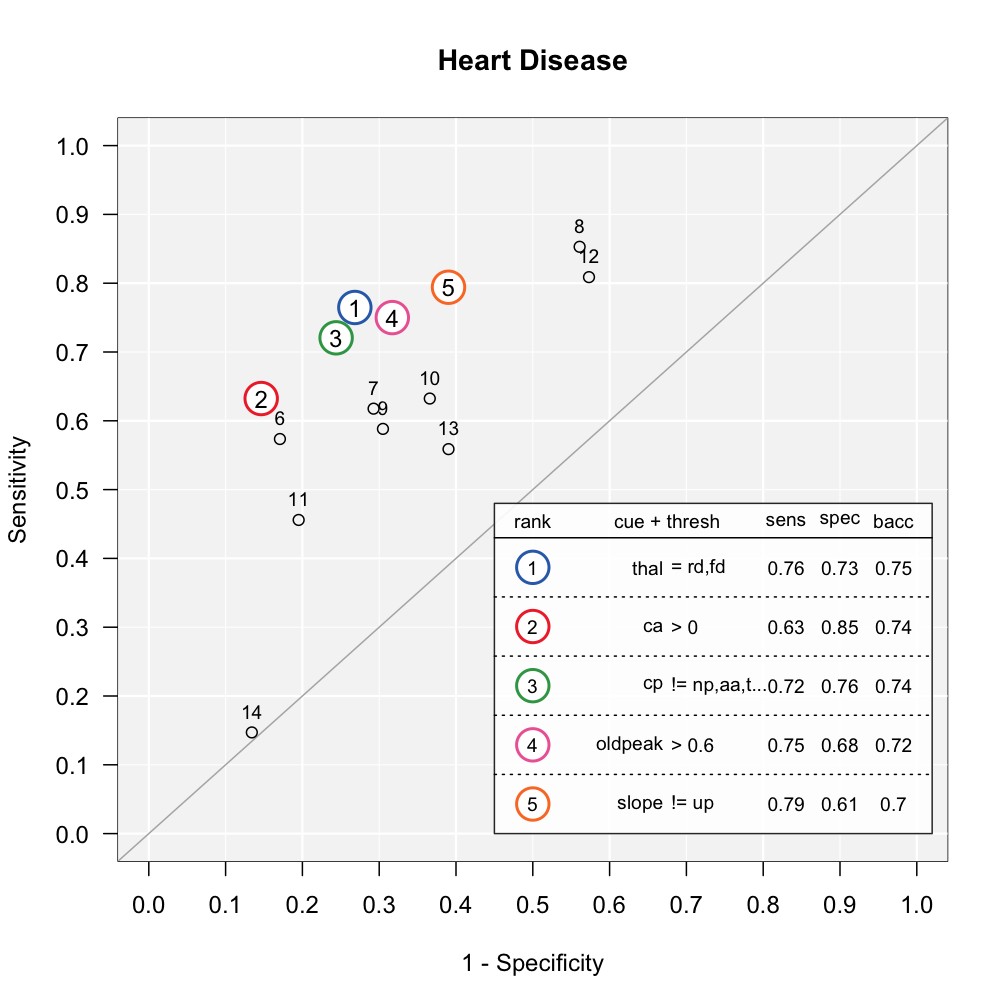 Heart Disease
1.0
0.9
0.8
0.7
0.6
0.5
0.4
0.3
0.2
0.1
0.0
Sensitivity
8
12
5
1
4
3
2
7
10
9
6
13
11
14
rank cue + thresh sens spec bacc
1 thal = rd,fd 0.76 0.73 0.75
2 ca > 0 0.63 0.85 0.74
3 cp != np,aa,t... 0.72 0.76 0.74
4 oldpeak > 0.6 0.75 0.68 0.72
5 slope != up 0.79 0.61 0.7
0.0 0.1 0.2 0.3 0.4 0.5 0.6 0.7 0.8 0.9 1.0
1 - Specificity